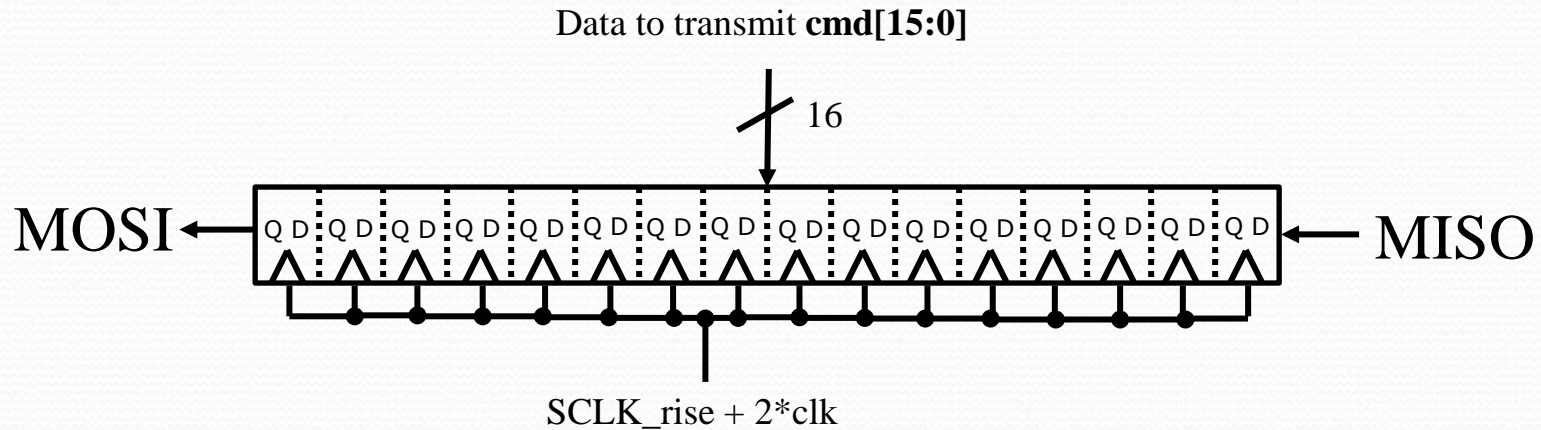 Data to transmit cmd[15:0]
16
MOSI Q D Q D Q D Q D Q D Q D Q D Q D Q D Q D Q D Q D Q D Q D Q D Q D MISO
SCLK_rise + 2*clk